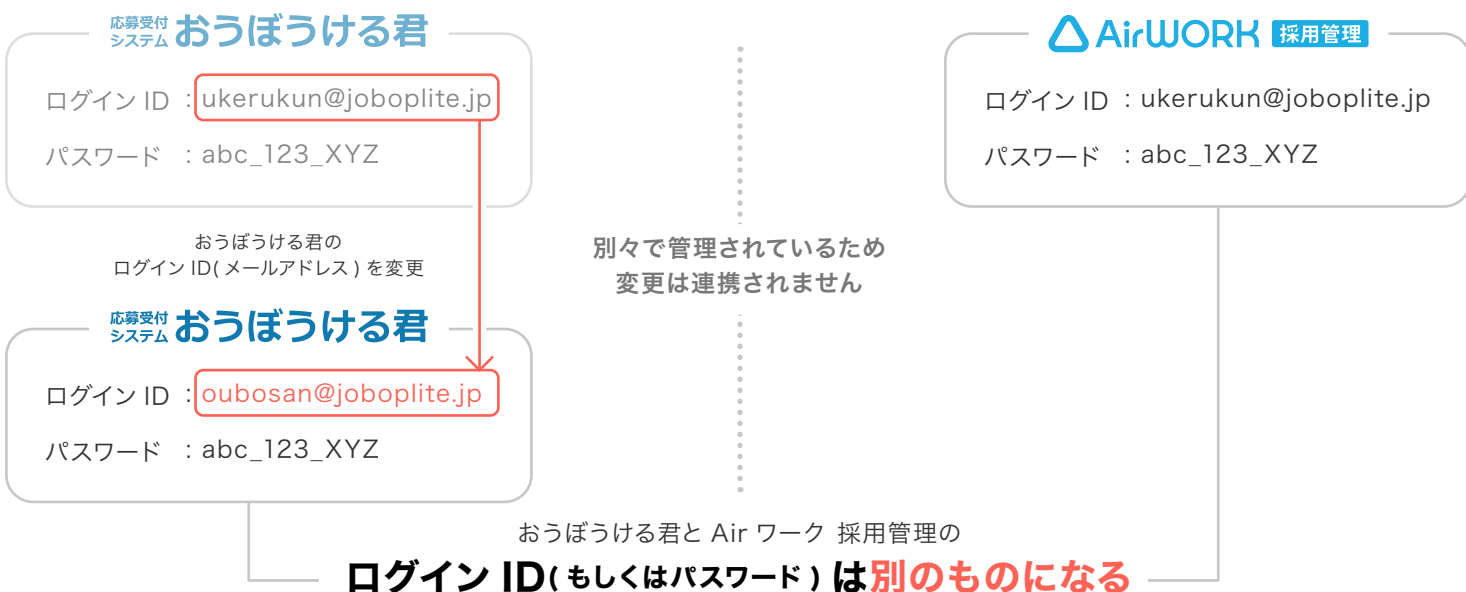 応募受付
システム おうぼうける君
ログイン ID : ukerukun@joboplite.jp
パスワード : abc_123_XYZ
おうぼうける君の
ログイン ID( メールアドレス ) を変更
応募受付
システム おうぼうける君
ログイン ID : oubosan@joboplite.jp
パスワード : abc_123_XYZ
別々で管理されているため
変更は連携されません
AirWORK 採用管理
ログイン ID : ukerukun@joboplite.jp
パスワード : abc_123_XYZ
おうぼうける君と Air ワーク 採用管理の
ログイン ID( もしくはパスワード ) は別のものになる